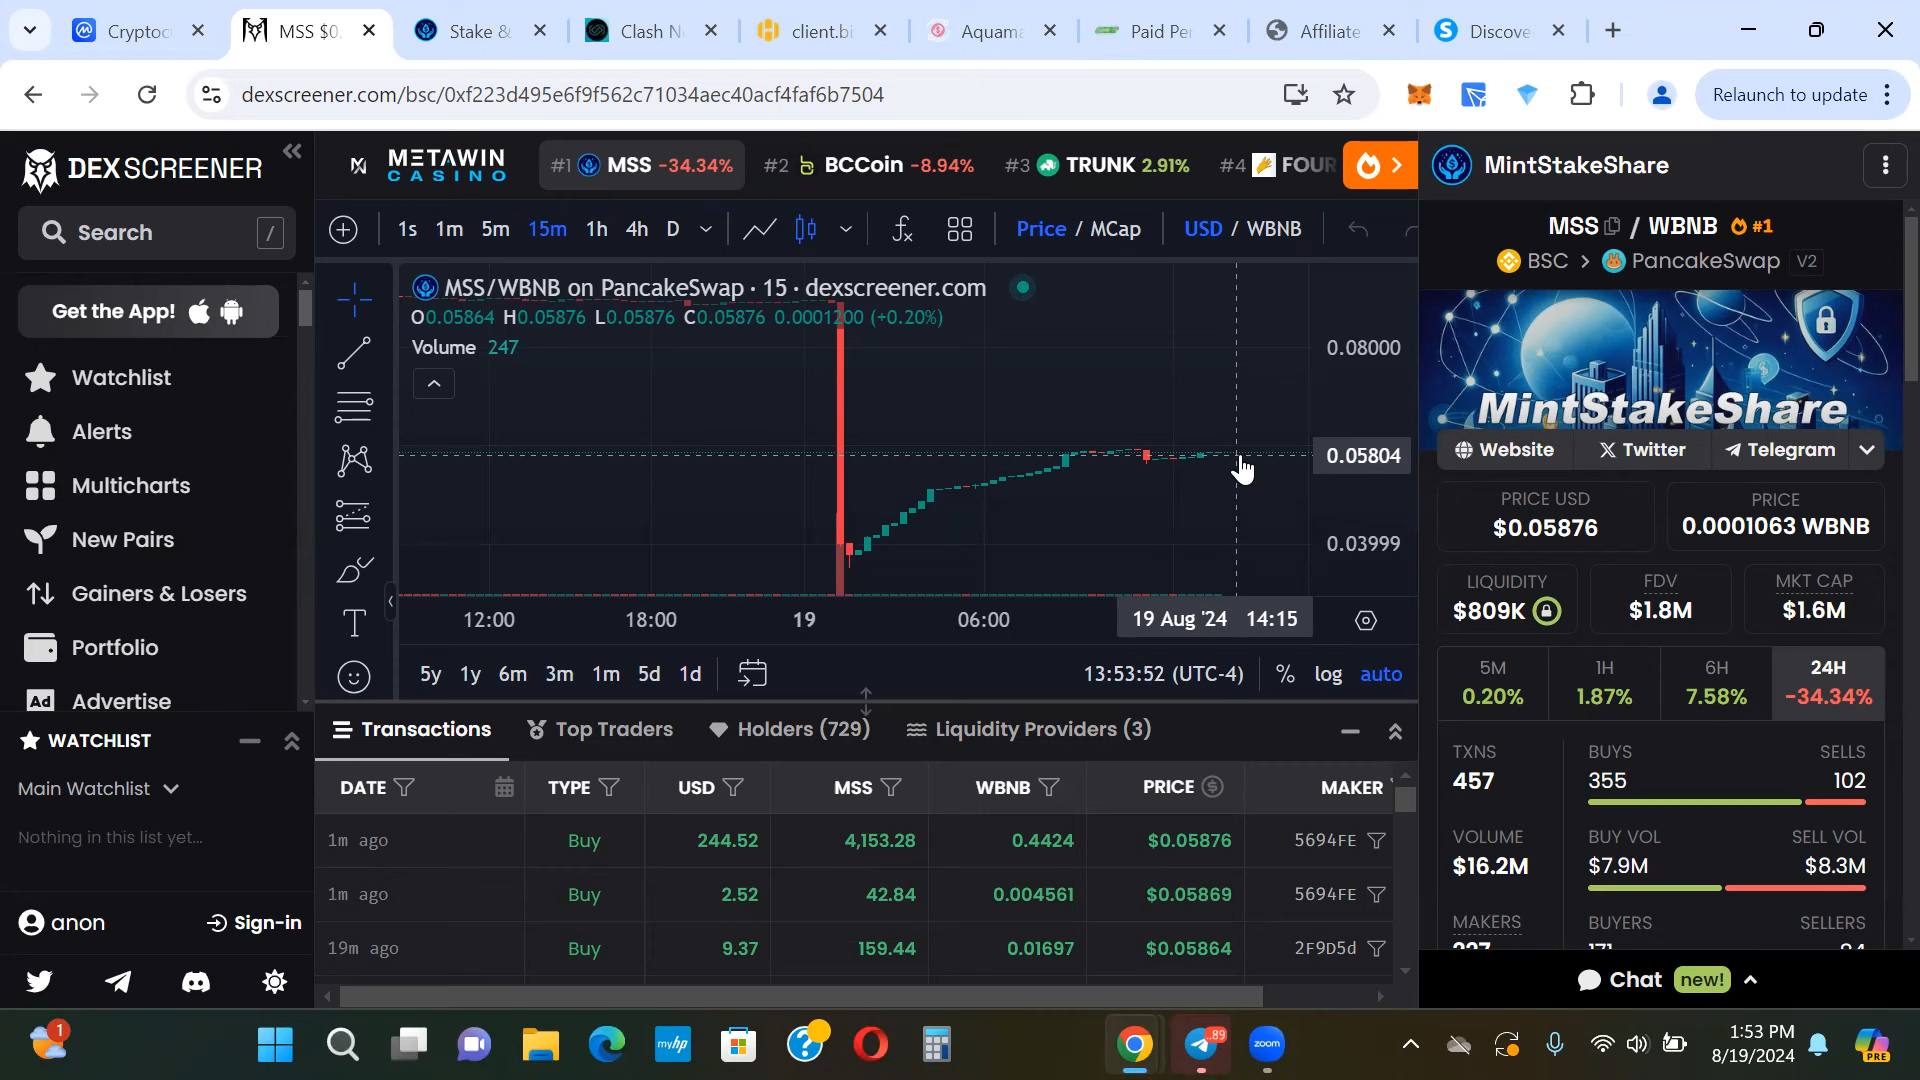 Cryptoc
MSS $0.
Stake &
Clash N
client.bi
Aquama
Paid Per
Affiliate
Discove
dexscreener.com/bsc/0xf223d495e6f9f562c71034aec40acf4faf6b7504
Relaunch to update
DEX SCREENER
Search /
Get the App!
Watchlist
Alerts
Multicharts
New Pairs
Gainers & Losers
Portfolio
Ad Advertise
WATCHLIST
Main Watchlist
Nothing in this list yet...
anon Sign-in
METAWIN
CASINO
#1 MSS -34.34% #2 BCCoin -8.94% #3 TRUNK 2.91% #4 FOUR
1s 1m 5m 15m 1h 4h D Price / MCap USD / WBNB
MSS/WBNB on PancakeSwap · 15 · dexscreener.com
O0.05864 H0.05876 L0.05876 C0.05876 0.0001200 (+0.20%)
Volume 247
0.08000
0.05804
0.03999
12:00 18:00 19 06:00 19 Aug '24 14:15
5y 1y 6m 3m 1m 5d 1d 13:53:52 (UTC-4) % log auto
Transactions Top Traders Holders (729) Liquidity Providers (3)
DATE TYPE USD MSS WBNB PRICE MAKER
1m ago Buy 244.52 4,153.28 0.4424 $0.05876 5694FE
1m ago Buy 2.52 42.84 0.004561 $0.05869 5694FE
19m ago Buy 9.37 159.44 0.01697 $0.05864 2F9D5d
MintStakeShare
MSS / WBNB #1
BSC > PancakeSwap V2
MintStakeShare
Website Twitter Telegram
PRICE USD
$0.05876
PRICE
0.0001063 WBNB
LIQUIDITY
$809K
FDV
$1.8M
MKT CAP
$1.6M
5M 1H 6H 24H
0.20% 1.87% 7.58% -34.34%
TXNS BUYS SELLS
457 355 102
VOLUME BUY VOL SELL VOL
$16.2M $7.9M $8.3M
MAKERS BUYERS SELLERS
Chat new!
1
myhp
..89
zoom
1:53 PM
8/19/2024
PRE